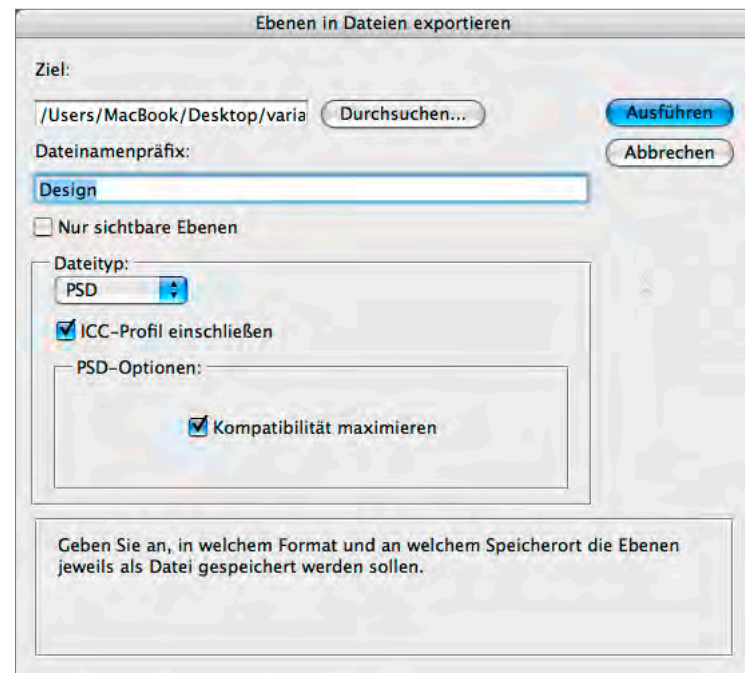 Ebenen in Dateien exportieren
Ziel:
/Users/MacBook/Desktop/varia
Durchsuchen...
Ausführen
Dateinamenpräfix:
Abbrechen
Design
Nur sichtbare Ebenen
Dateityp:
PSD
ICC-Profil einschließen
PSD-Optionen:
Kompatibilität maximieren
Geben Sie an, in welchem Format und an welchem Speicherort die Ebenen
jeweils als Datei gespeichert werden sollen.